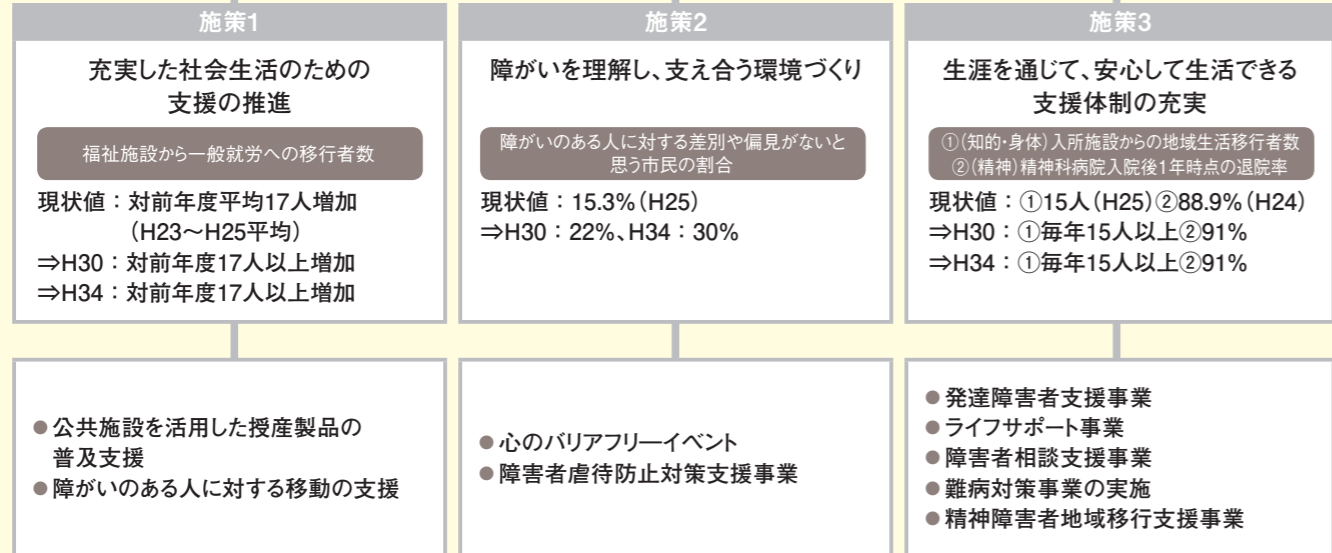 施策1
充実した社会生活のための
支援の推進
福祉施設から一般就労への移行者数
現状値：対前年度平均17人増加
(H23～H25平均)
⇒H30：対前年度17人以上増加
⇒H34：対前年度17人以上増加
●公共施設を活用した授産製品の
普及支援
●障がいのある人に対する移動の支援
施策2
障がいを理解し、支え合う環境づくり
障がいのある人に対する差別や偏見がないと
思う市民の割合
現状値：15.3%(H25)
⇒H30：22%、H34：30%
●心のバリアフリーイベント
●障害者虐待防止対策支援事業
施策3
生涯を通じて、安心して生活できる
支援体制の充実
①(知的・身体)入所施設からの地域生活移行者数
②(精神)精神科病院入院後1年時点の退院率
現状値：①15人(H25)②88.9%(H24)
⇒H30：①毎年15人以上②91%
⇒H34：①毎年15人以上②91%
●発達障害者支援事業
●ライフサポート事業
●障害者相談支援事業
●難病対策事業の実施
●精神障害者地域移行支援事業